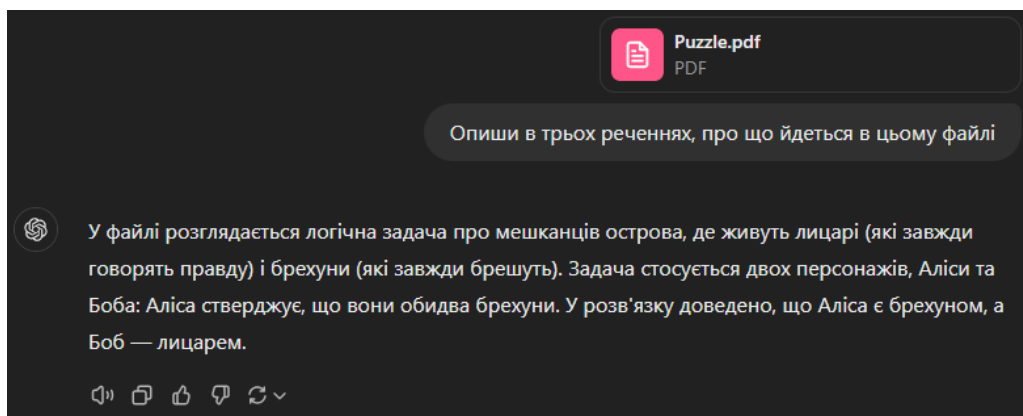 Puzzle.pdf
PDF
Опиши в трьох реченнях, про що йдеться в цьому файлі
У файлі розглядається логічна задача про мешканців острова, де живуть лицарі (які завжди
говорять правду) і брехуни (які завжди брешуть). Задача стосується двох персонажів, Аліси та
Боба: Аліса стверджує, що вони обидва брехуни. У розв'язку доведено, що Аліса є брехуном, а
Боб — лицарем.